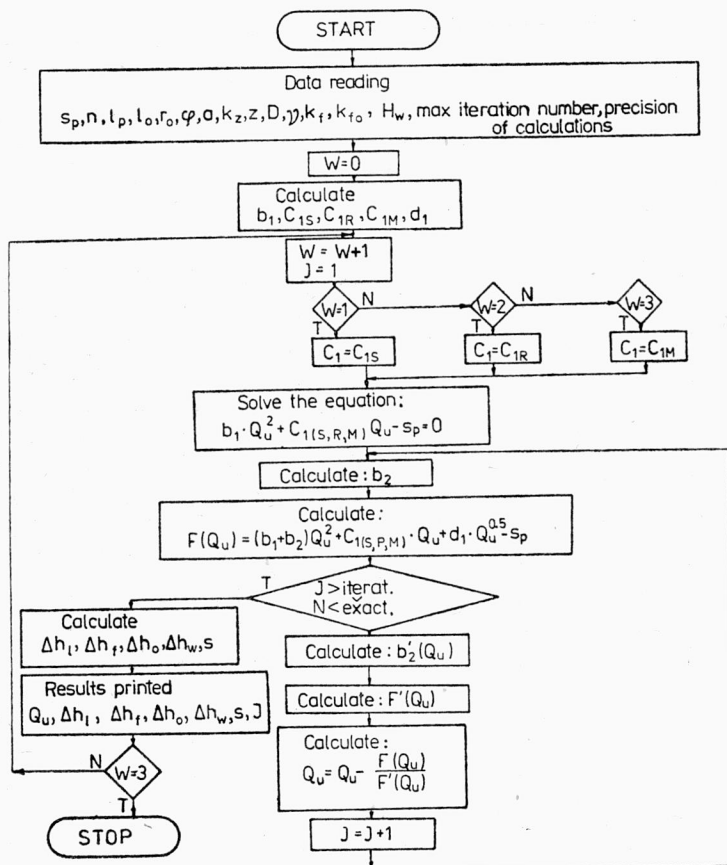 START
Data reading
s_p, n, l_p, l_o, r_o, φ, a, k_z, z, D, ν, k_f, k_fo, H_w, max iteration number, precision
of calculations
W=0
Calculate
b_1, C_1S, C_1R, C_1M, d_1
W = W+1
J = 1
W=1
N
W=2
N
W=3
T
T
T
C_1=C_1S
C_1=C_1R
C_1=C_1M
Solve the equation:
b_1 · Q_u^2 + C_1(S,R,M) Q_u - s_p = 0
Calculate: b_2
Calculate:
F(Q_u) = (b_1+b_2)Q_u^2 + C_1(S,P,M) · Q_u + d_1 · Q_u^0.5 - s_p
T
J > iterat.
N < exact.
Calculate
Δh_l, Δh_f, Δh_o, Δh_w, s
Calculate: b'_2(Q_u)
Results printed
Q_u, Δh_l, Δh_f, Δh_o, Δh_w, s, J
Calculate: F'(Q_u)
Calculate:
Q_u = Q_u - F(Q_u) / F'(Q_u)
N
W=3
T
J=J+1
STOP